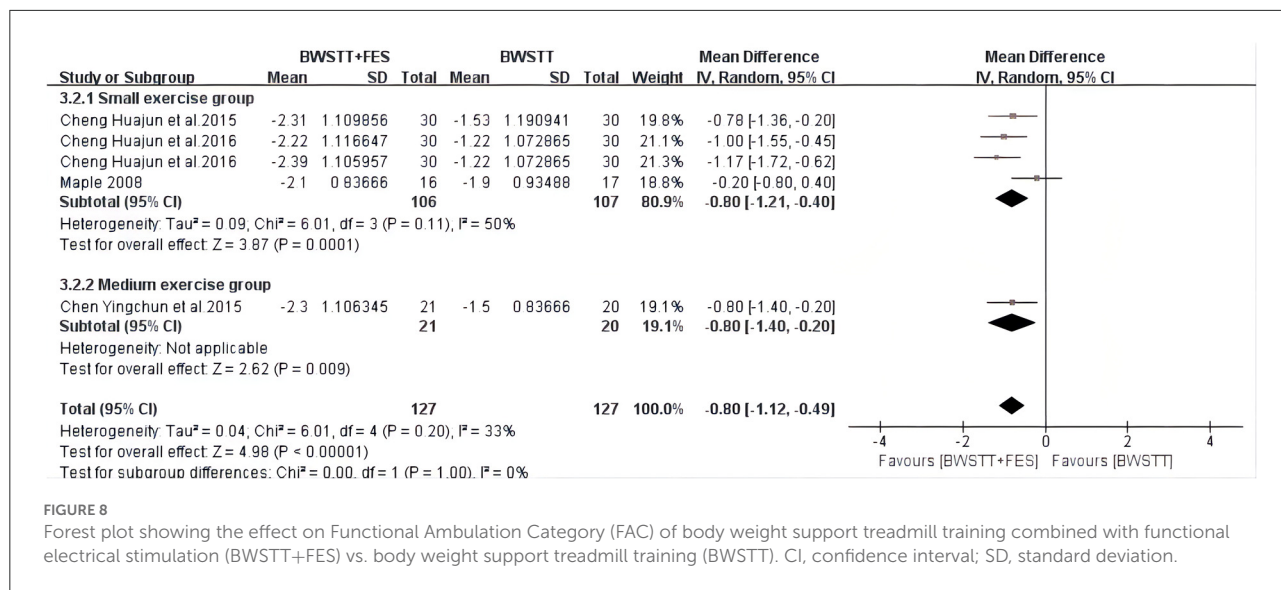 BWSTT+FES BWSTT Mean Difference Mean Difference
Study or Subgroup Mean SD Total Mean SD Total Weight IV, Random, 95% CI IV, Random, 95% CI
3.2.1 Small exercise group
Cheng Huajun et al.2015 -2.31 1.109856 30 -1.53 1.190941 30 19.8% -0.78 [-1.36, -0.20]
Cheng Huajun et al.2016 -2.22 1.116647 30 -1.22 1.072865 30 21.1% -1.00 [-1.55, -0.45]
Cheng Huajun et al.2016 -2.39 1.105957 30 -1.22 1.072865 30 21.3% -1.17 [-1.72, -0.62]
Maple 2008 -2.1 0.83666 16 -1.9 0.93488 17 18.8% -0.20 [-0.80, 0.40]
Subtotal (95% CI) 106 107 80.9% -0.80 [-1.21, -0.40]
Heterogeneity: Tau² = 0.09; Chi² = 6.01, df = 3 (P = 0.11), I² = 50%
Test for overall effect: Z = 3.87 (P = 0.0001)
3.2.2 Medium exercise group
Chen Yingchun et al.2015 -2.3 1.106345 21 -1.5 0.83666 20 19.1% -0.80 [-1.40, -0.20]
Subtotal (95% CI) 21 20 19.1% -0.80 [-1.40, -0.20]
Heterogeneity: Not applicable
Test for overall effect: Z = 2.62 (P = 0.009)
Total (95% CI) 127 127 100.0% -0.80 [-1.12, -0.49]
Heterogeneity: Tau² = 0.04; Chi² = 6.01, df = 4 (P = 0.20), I² = 33%
Test for overall effect: Z = 4.98 (P < 0.00001)
Test for subgroup differences: Chi² = 0.00, df = 1 (P = 1.00), I² = 0%
-4 -2 0 2 4
Favours [BWSTT+FES] Favours [BWSTT]
FIGURE 8
Forest plot showing the effect on Functional Ambulation Category (FAC) of body weight support treadmill training combined with functional
electrical stimulation (BWSTT+FES) vs. body weight support treadmill training (BWSTT). CI, confidence interval; SD, standard deviation.